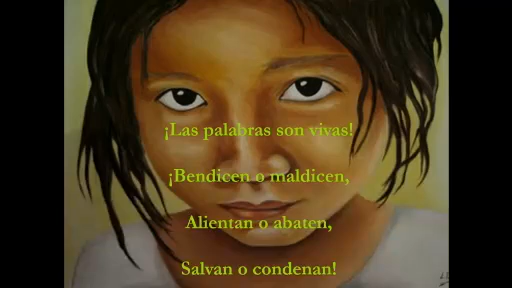 ¡Las palabras son vivas!
¡Bendicen o maldicen,
Alientan o abaten,
Salvan o condenan!